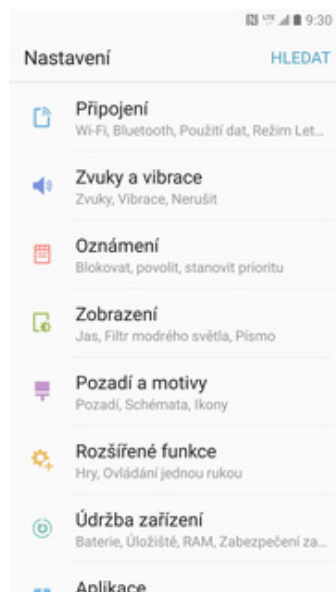 9:30
Nastavení
HLEDAT
Připojení
Wi-Fi, Bluetooth, Použití dat, Režim Let...
Zvuky a vibrace
Zvuky, Vibrace, Nerušit
Oznámení
Blokovat, povolit, stanovit prioritu
Zobrazení
Jas, Filtr modrého světla, Písmo
Pozadí a motivy
Pozadí, Schémata, Ikony
Rozšířené funkce
Hry, Ovládání jednou rukou
Údržba zařízení
Baterie, Úložiště, RAM, Zabezpečení za...
Aplikace